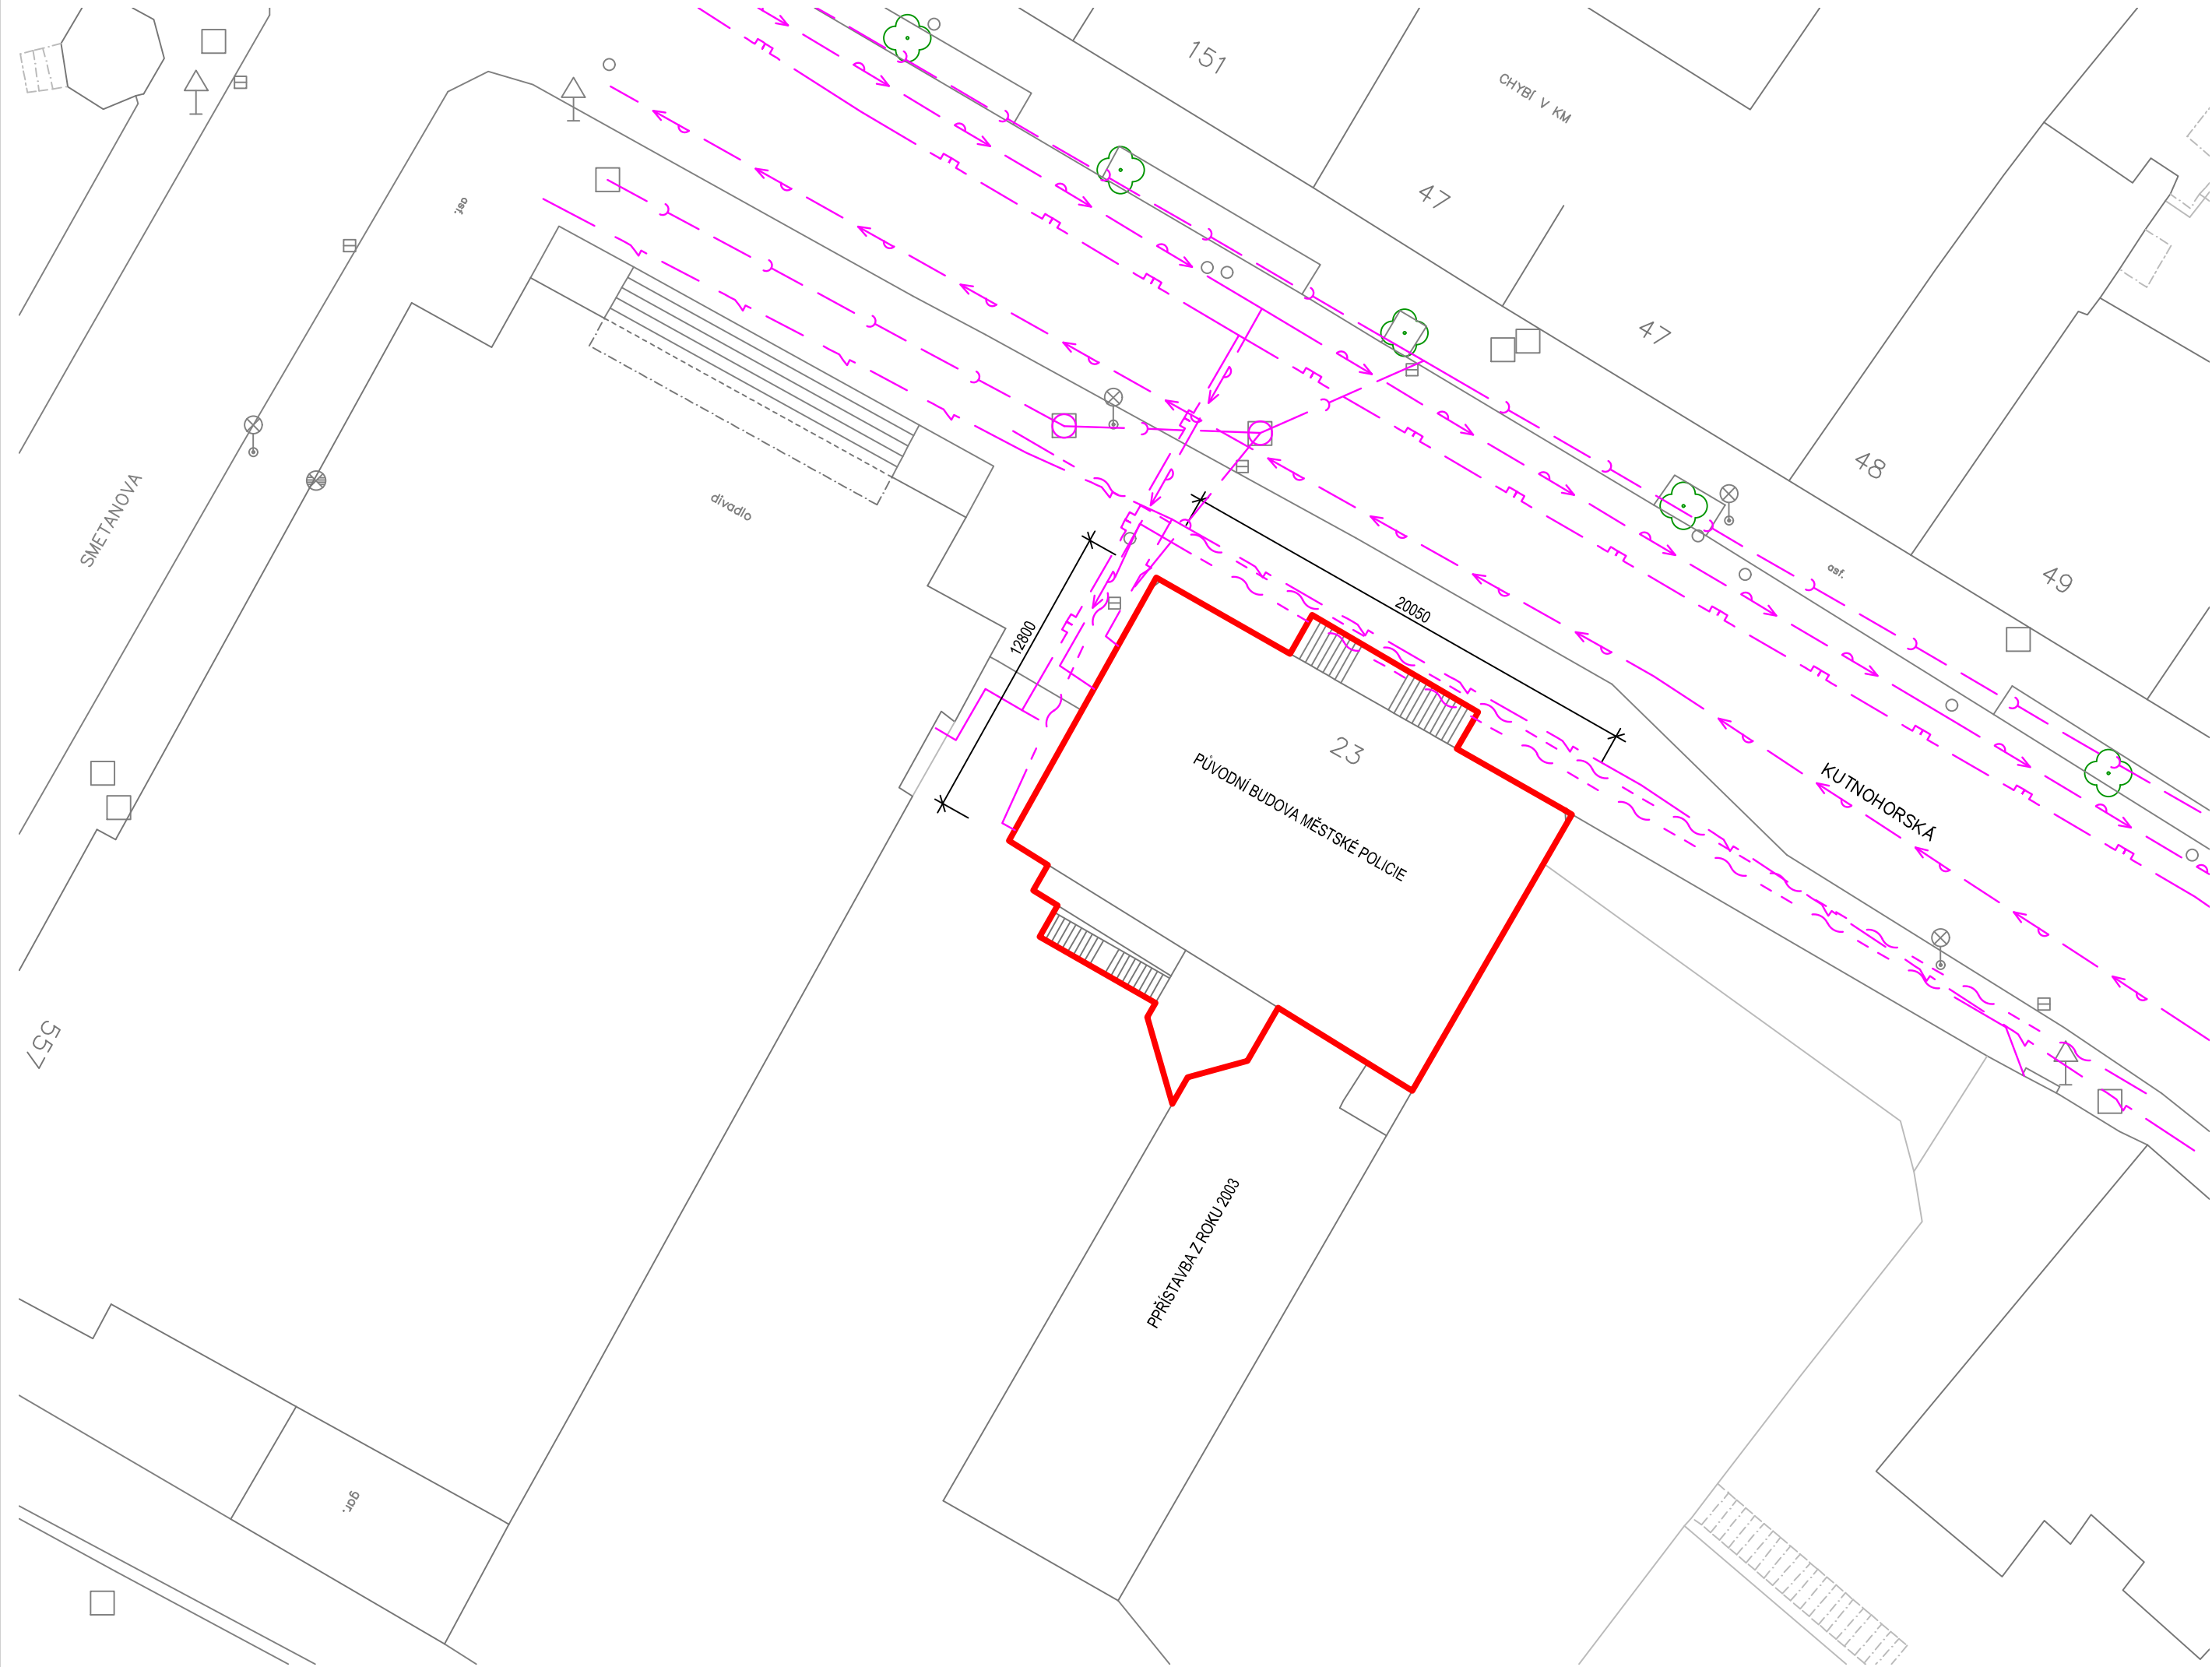 151
CHYBÍ V KM
47
47
48
49
asf.
SMETANOVA
divadlo
asf.
20050
12800
23
PŮVODNÍ BUDOVA MĚSTSKÉ POLICIE
KUTNOHORSKÁ
557
PPŘÍSTAVBA Z ROKU 2003
gar.